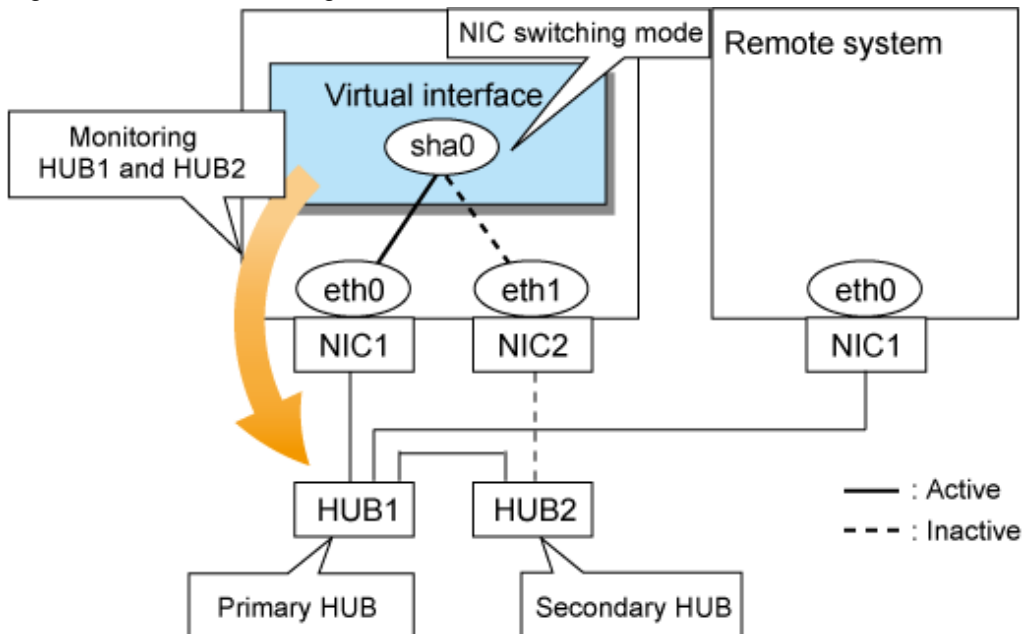 NIC switching mode
Remote system
Virtual interface
sha0
Monitoring
HUB1 and HUB2
eth0
eth1
eth0
NIC1
NIC2
NIC1
HUB1
HUB2
: Active
: Inactive
Primary HUB
Secondary HUB